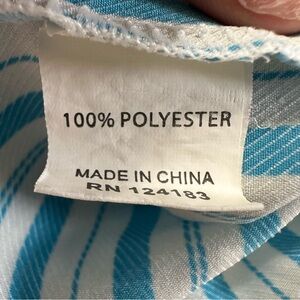 100% POLYESTER
MADE IN CHINA
RN 124183